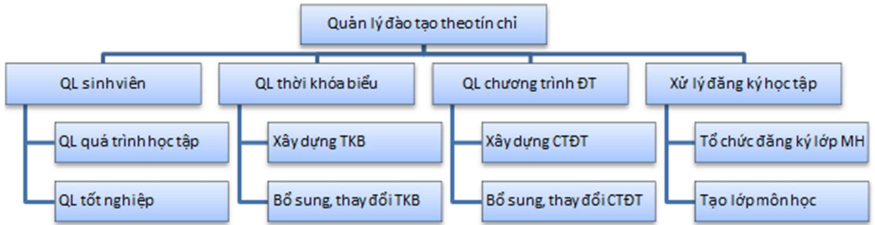 Quản lý đào tạo theo tín chỉ
QL sinh viên
QL thời khóa biểu
QL chương trình ĐT
Xử lý đăng ký học tập
QL quá trình học tập
Xây dựng TKB
Xây dựng CTĐT
Tổ chức đăng ký lớp MH
QL tốt nghiệp
Bổ sung, thay đổi TKB
Bổ sung, thay đổi CTĐT
Tạo lớp môn học